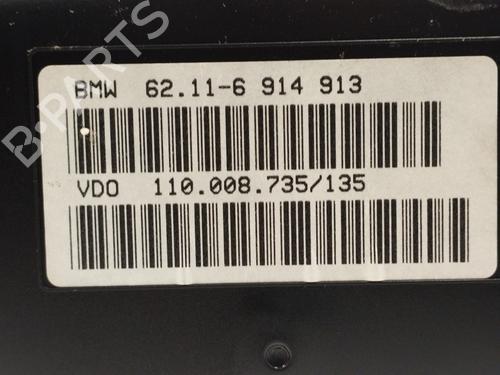 BMW 62.11-6 914 913
VDO 110.008.735/135
B-PARTS